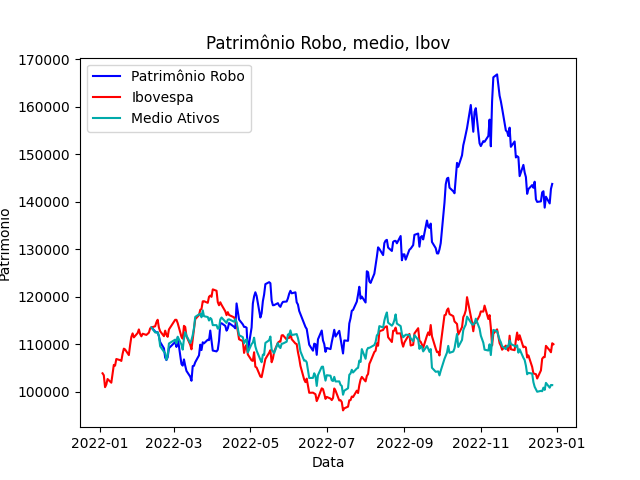 Patrimônio Robo, medio, Ibov
Patrimônio Robo
Ibovespa
Medio Ativos
170000
160000
150000
140000
130000
120000
110000
100000
Patrimonio
2022-01 2022-03 2022-05 2022-07 2022-09 2022-11 2023-01
Data